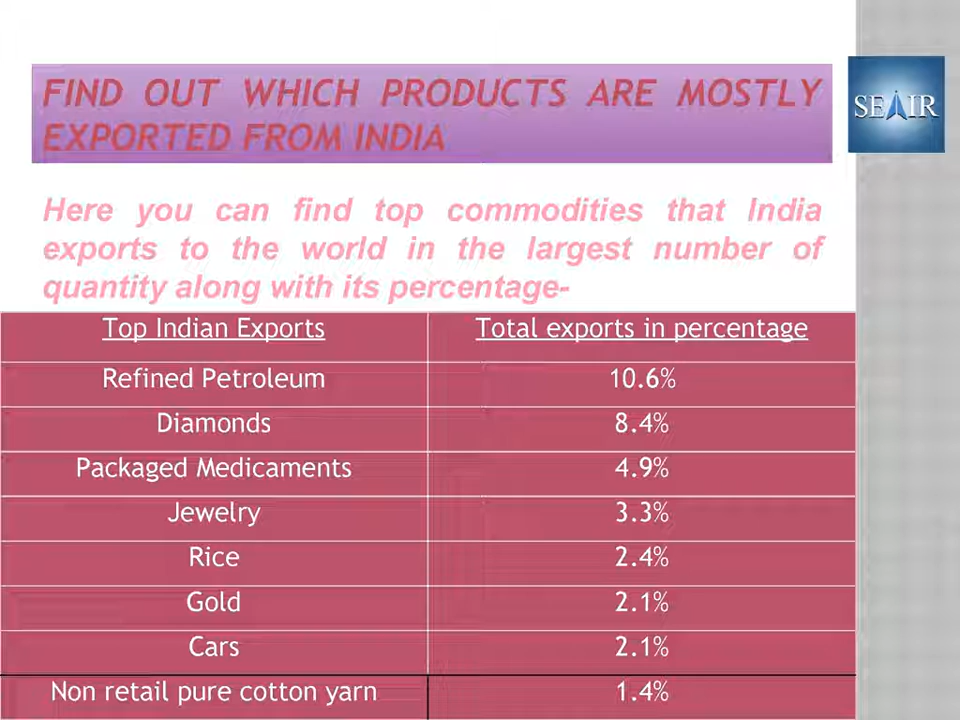 FIND OUT WHICH PRODUCTS ARE MOSTLY
EXPORTED FROM INDIA
SEAIR
Here you can find top commodities that India
exports to the world in the largest number of
quantity along with its percentage-
Top Indian Exports Total exports in percentage
Refined Petroleum 10.6%
Diamonds 8.4%
Packaged Medicaments 4.9%
Jewelry 3.3%
Rice 2.4%
Gold 2.1%
Cars 2.1%
Non retail pure cotton yarn 1.4%